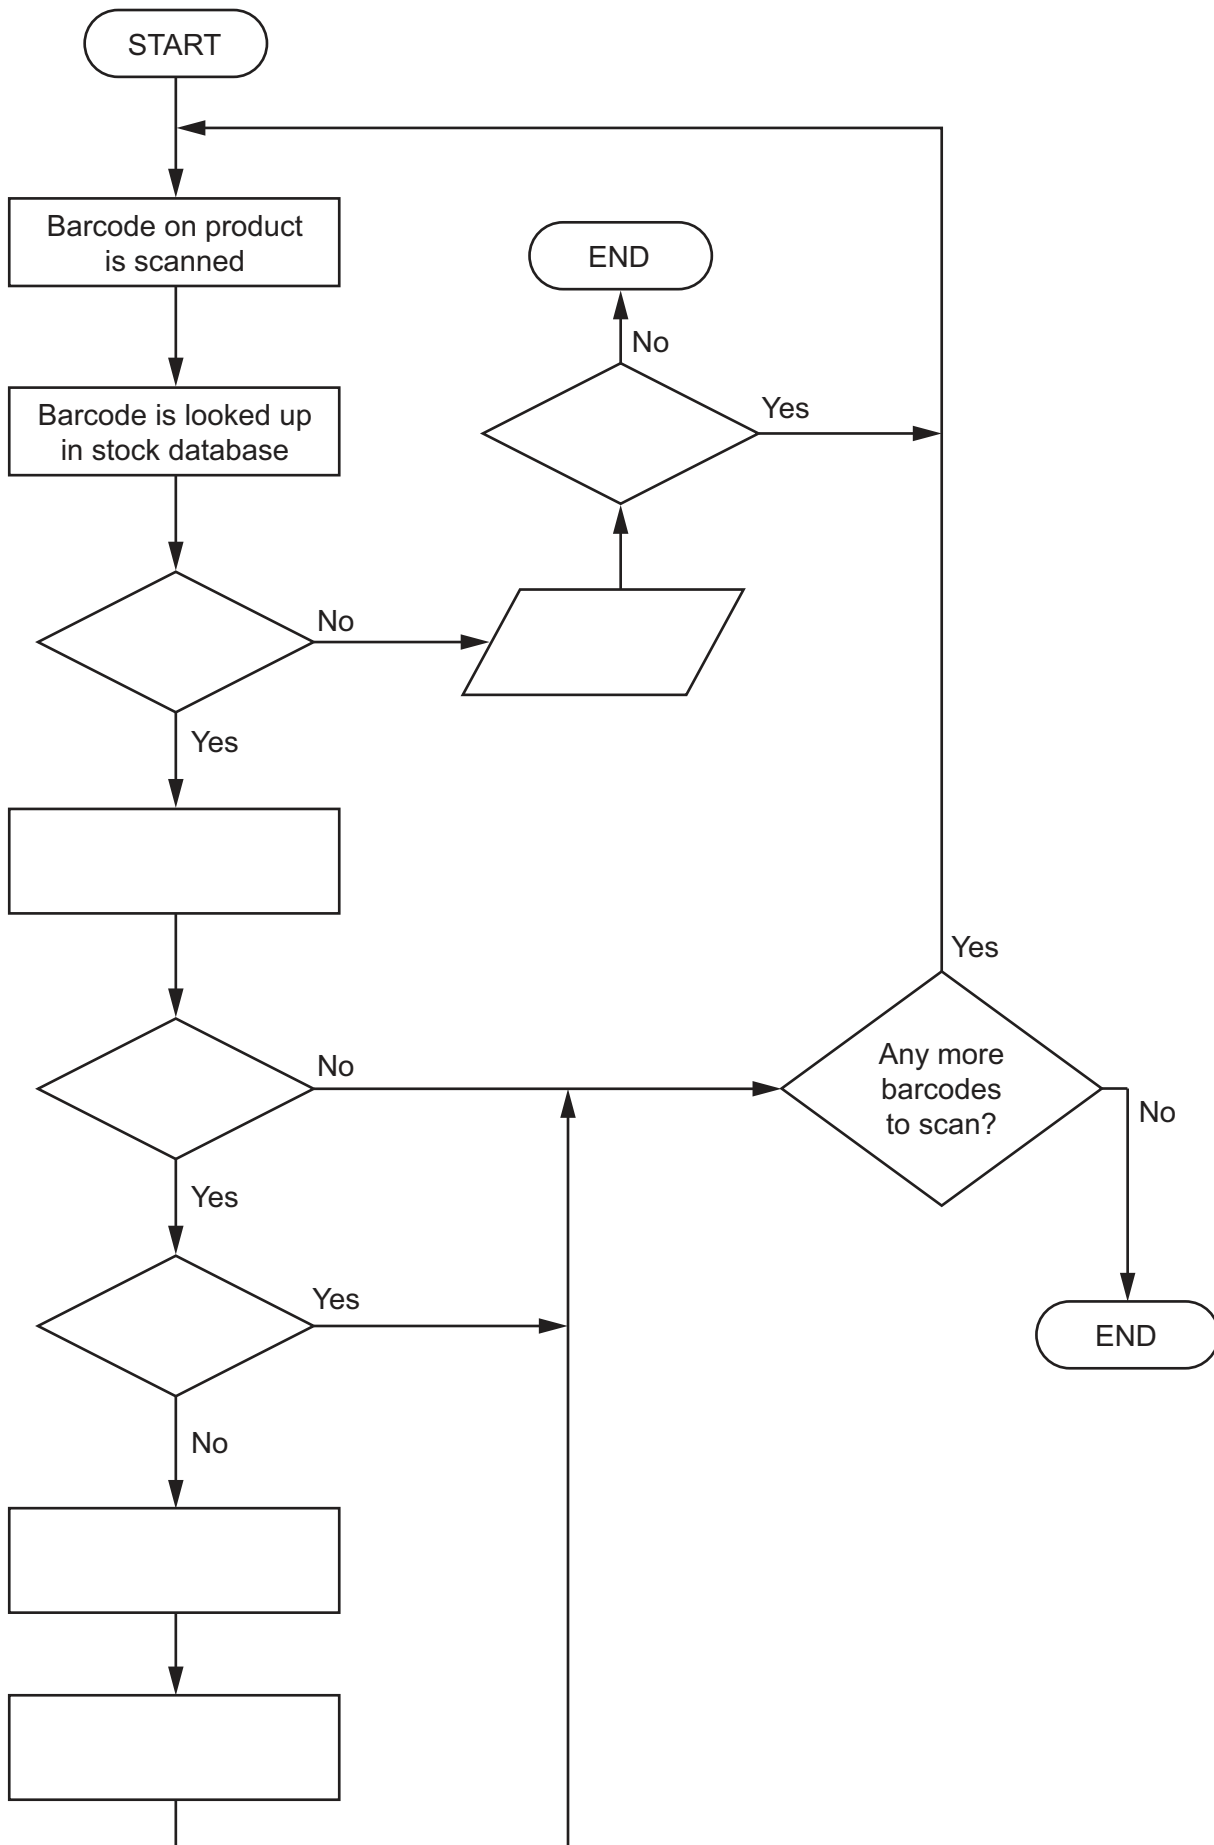 START
Barcode on product
is scanned
END
No
Barcode is looked up
in stock database
Yes
No
Yes
Yes
No
Any more
barcodes
to scan?
No
Yes
Yes
END
No